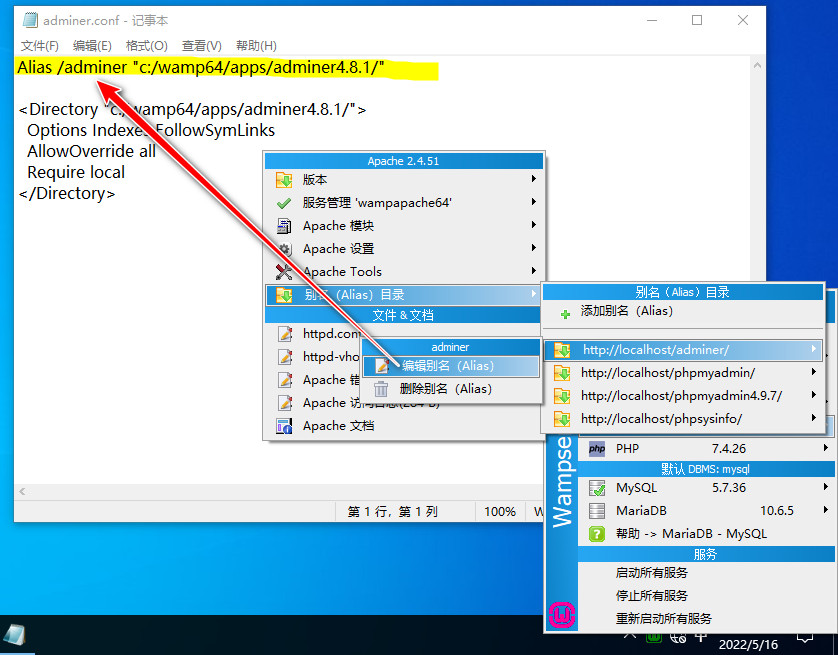 adminer.conf - 记事本
文件(F) 编辑(E) 格式(O) 查看(V) 帮助(H)
Alias /adminer "c:/wamp64/apps/adminer4.8.1/"
<Directory "c:/wamp64/apps/adminer4.8.1/">
Options Indexes FollowSymLinks
AllowOverride all
Require local
</Directory>
第 1 行，第 1 列 100% W
Apache 2.4.51
版本
服务管理 'wampapache64'
Apache 模块
Apache 设置
Apache Tools
别名（Alias）目录
文件 & 文档
httpd.con
httpd-vho
Apache 错
Apache 访问日志(264 B)
Apache 文档
adminer
编辑别名（Alias）
删除别名（Alias）
别名（Alias）目录
添加别名（Alias）
http://localhost/adminer/
http://localhost/phpmyadmin/
http://localhost/phpmyadmin4.9.7/
http://localhost/phpsysinfo/
Wampse
php PHP 7.4.26
默认 DBMS: mysql
MySQL 5.7.36
MariaDB 10.6.5
帮助 -> MariaDB - MySQL
服务
启动所有服务
停止所有服务
重新启动所有服务
中
2022/5/16